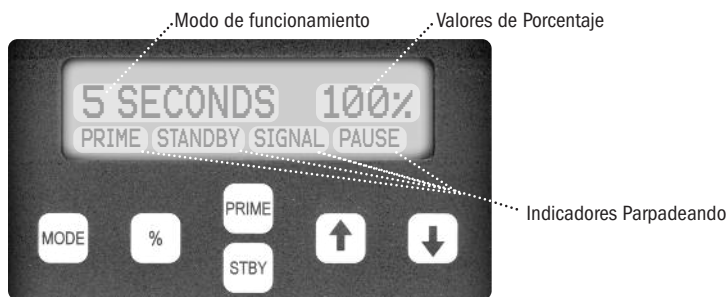 Modo de funcionamiento Valores de Porcentaje
5 SECONDS 100%
PRIME STANDBY SIGNAL PAUSE
Indicadores Parpadeando
PRIME
MODE %
STBY